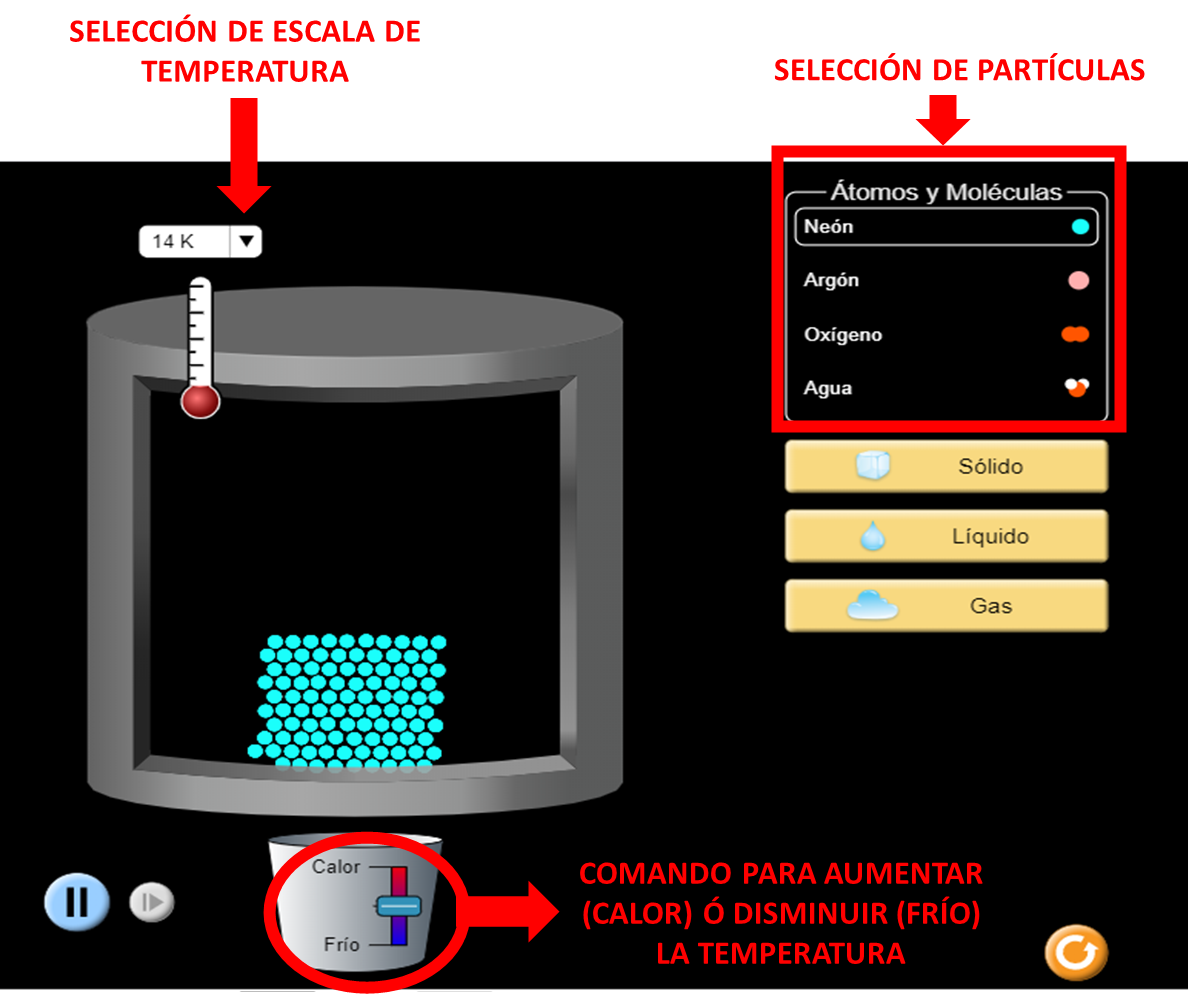 SELECCIÓN DE ESCALA DE
TEMPERATURA
SELECCIÓN DE PARTÍCULAS
14 K
Átomos y Moléculas
Neón
Argón
Oxígeno
Agua
Sólido
Líquido
Gas
Calor
Frío
COMANDO PARA AUMENTAR
(CALOR) Ó DISMINUIR (FRÍO)
LA TEMPERATURA